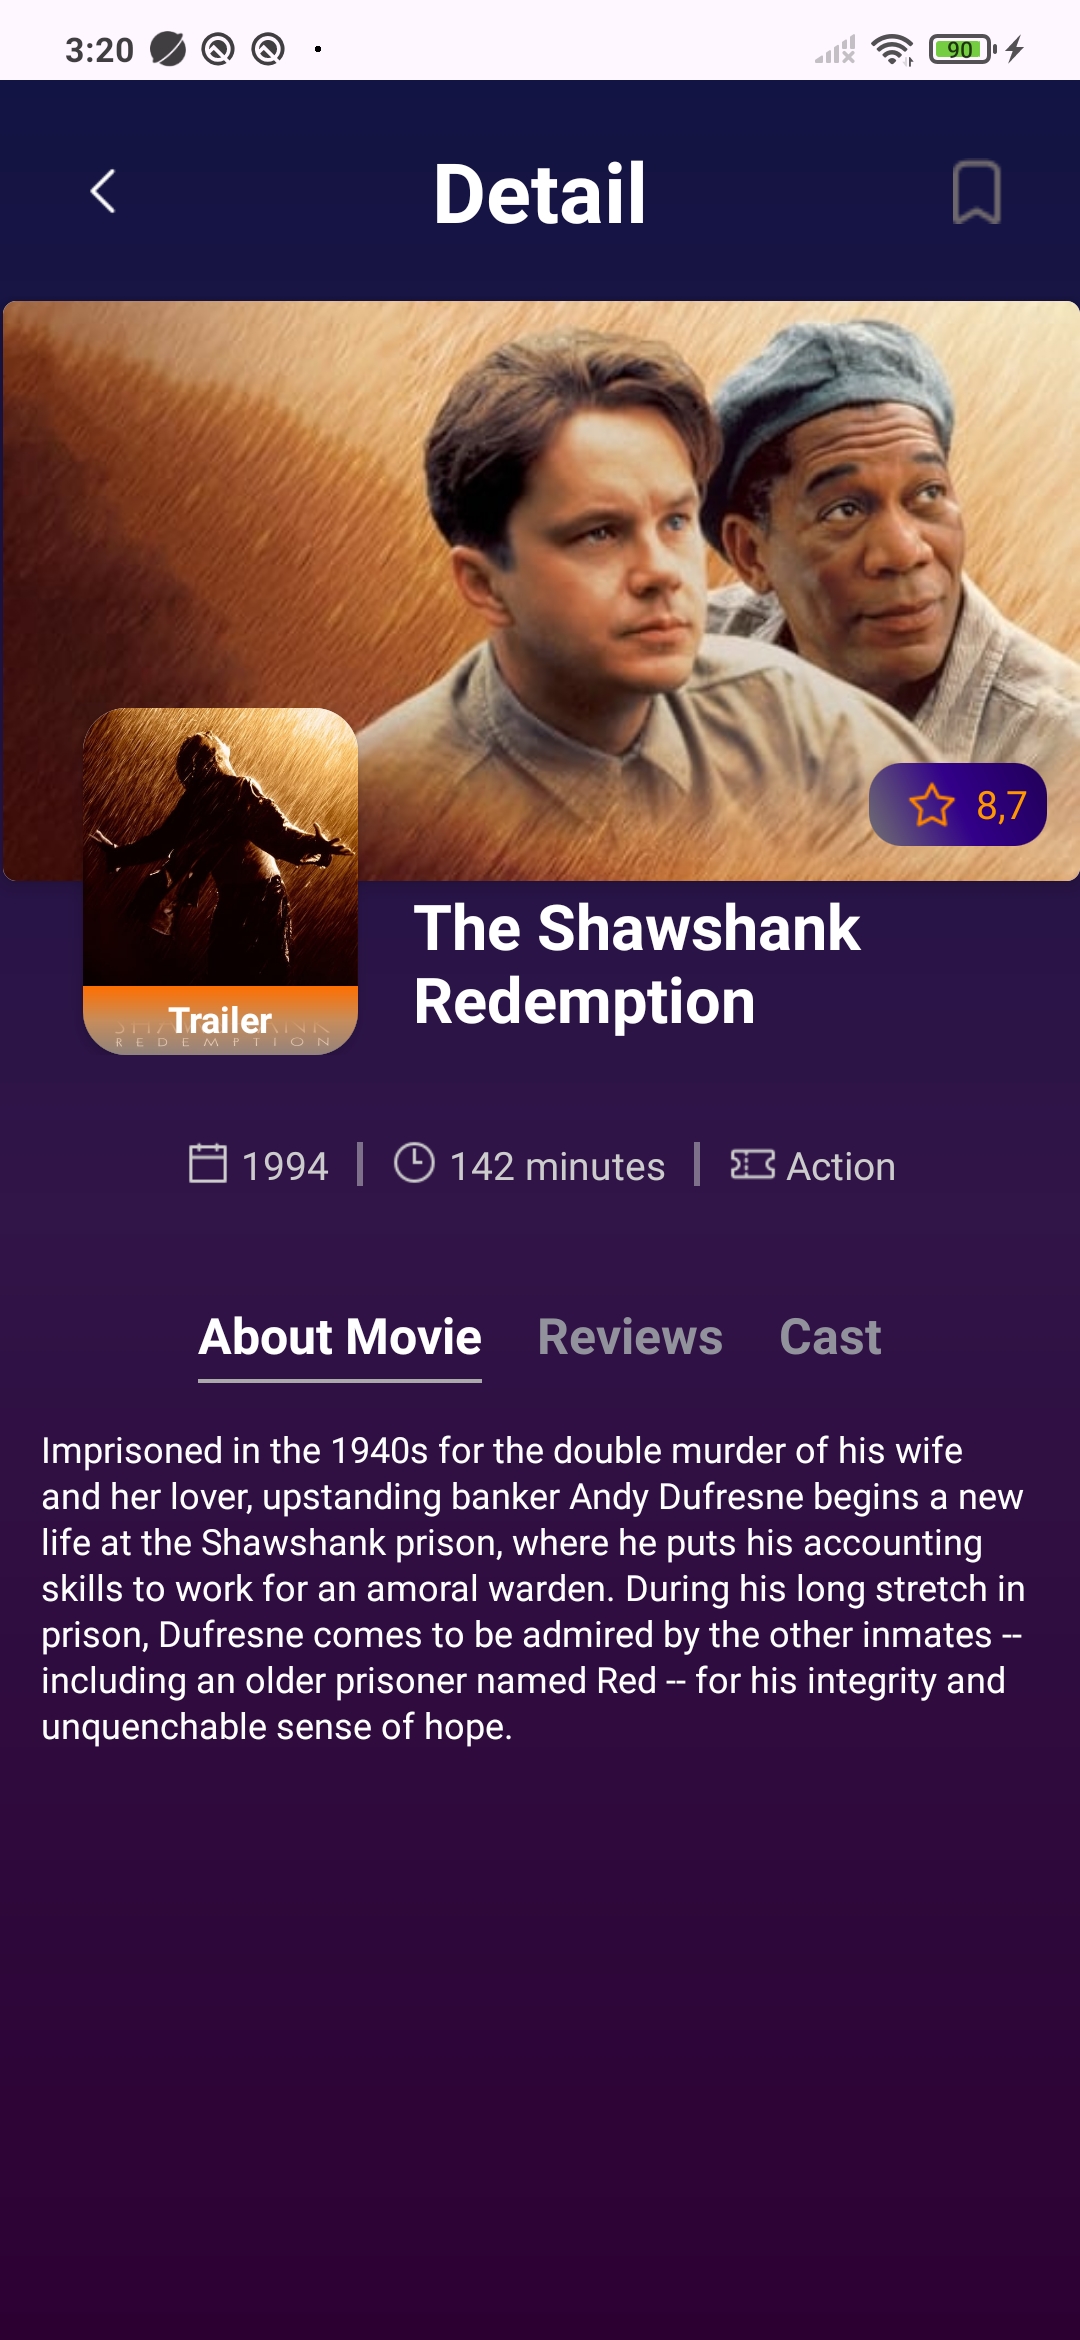 3:20
90
Detail
8,7
The Shawshank
Redemption
Trailer
SHAWSHANK
REDEMPTION
1994
142 minutes
Action
About Movie
Reviews
Cast
Imprisoned in the 1940s for the double murder of his wife
and her lover, upstanding banker Andy Dufresne begins a new
life at the Shawshank prison, where he puts his accounting
skills to work for an amoral warden. During his long stretch in
prison, Dufresne comes to be admired by the other inmates --
including an older prisoner named Red -- for his integrity and
unquenchable sense of hope.